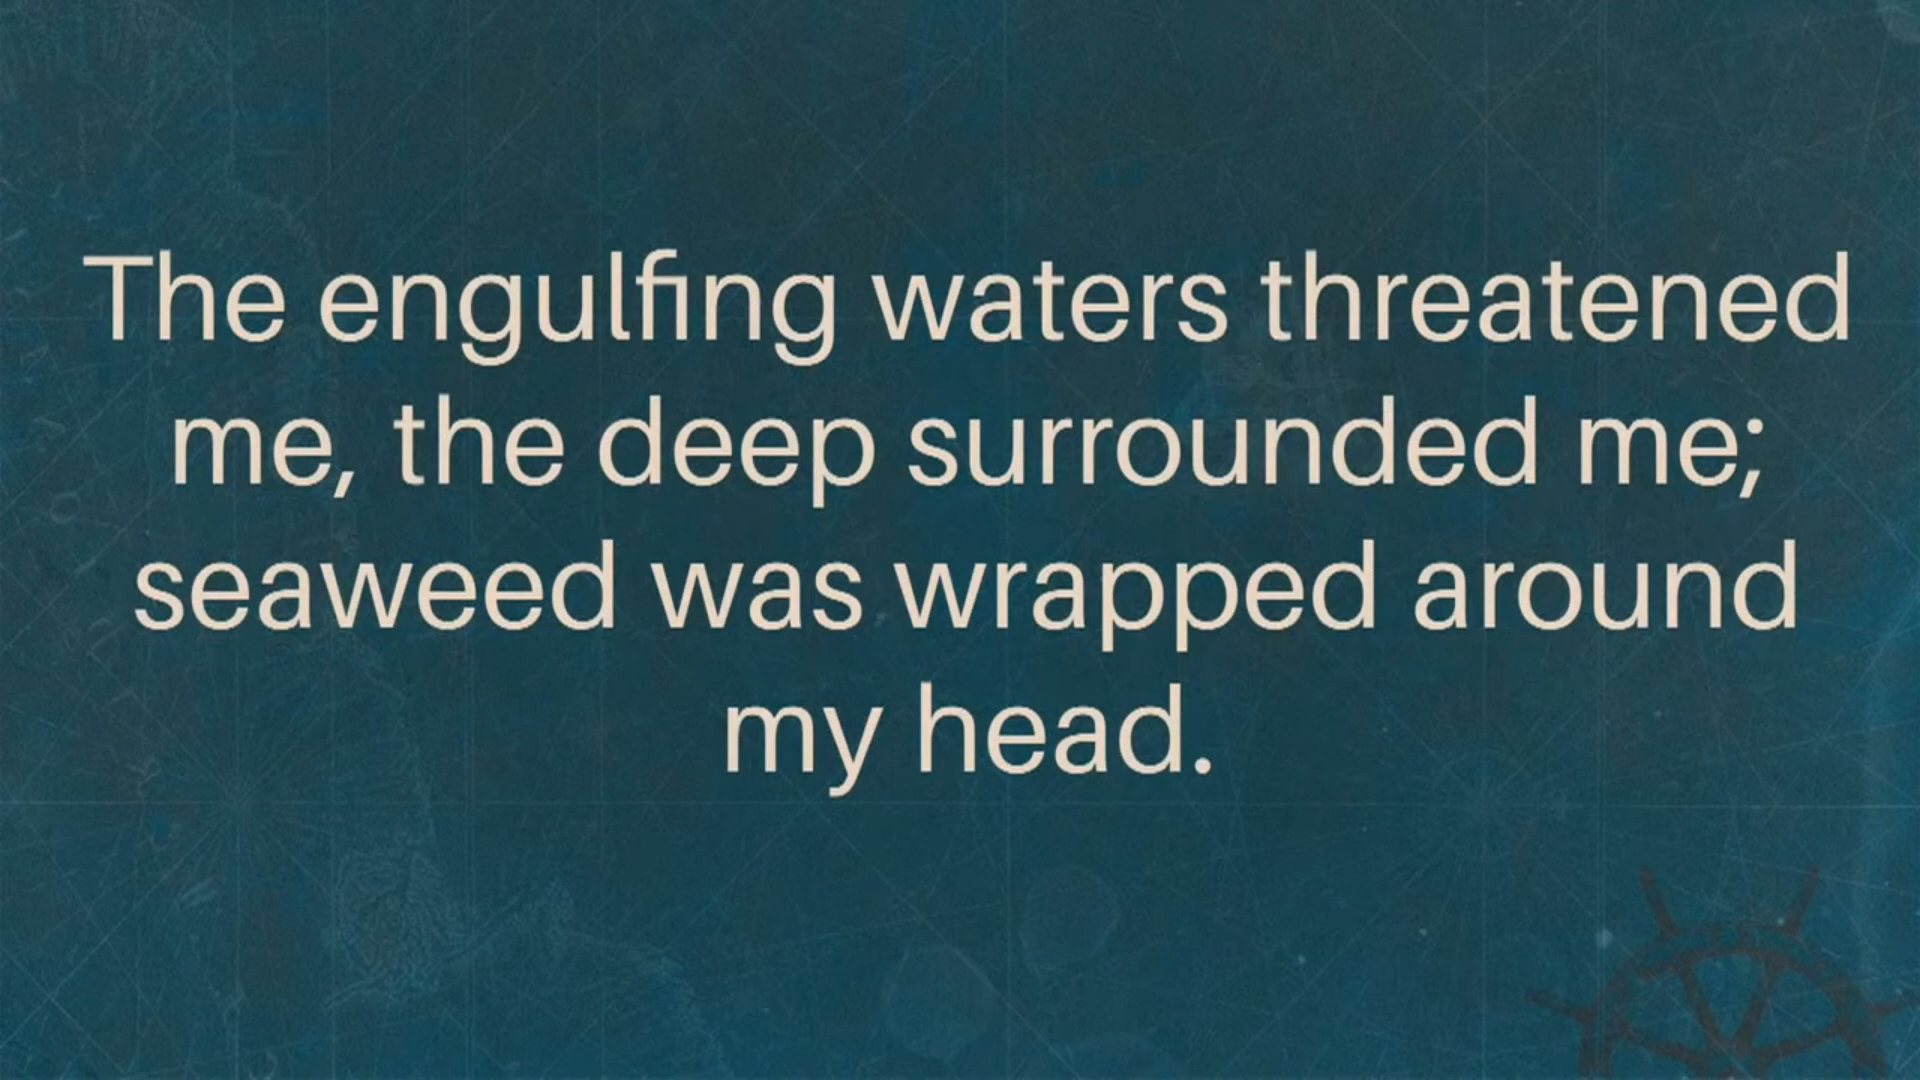 The engulfing waters threatened
me, the deep surrounded me;
seaweed was wrapped around
my head.